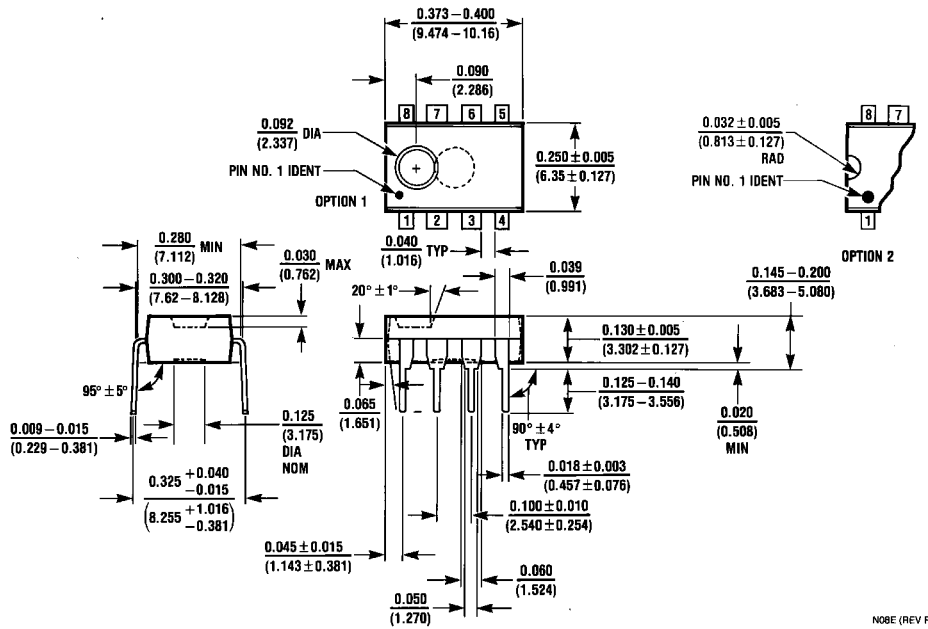 0.373–0.400
(9.474–10.16)
0.090
(2.286)
8 7 6 5
0.092 DIA
(2.337)
PIN NO. 1 IDENT
OPTION 1
1 2 3 4
0.250 ± 0.005
(6.35 ± 0.127)
0.032 ± 0.005
(0.813 ± 0.127)
RAD
PIN NO. 1 IDENT
8 7
1
OPTION 2
0.280 MIN
(7.112)
0.300–0.320
(7.62–8.128)
0.030 MAX
(0.762)
0.040 TYP
(1.016)
20° ± 1°
0.039
(0.991)
0.145–0.200
(3.683–5.080)
0.130 ± 0.005
(3.302 ± 0.127)
0.125–0.140
(3.175–3.556)
0.020
(0.508)
MIN
95° ± 5°
0.009–0.015
(0.229–0.381)
0.125
(3.175)
DIA
NOM
0.065
(1.651)
90° ± 4°
TYP
0.325 +0.040
−0.015
(8.255 +1.016
−0.381)
0.018 ± 0.003
(0.457 ± 0.076)
0.100 ± 0.010
(2.540 ± 0.254)
0.045 ± 0.015
(1.143 ± 0.381)
0.060
(1.524)
0.050
(1.270)
N08E (REV F